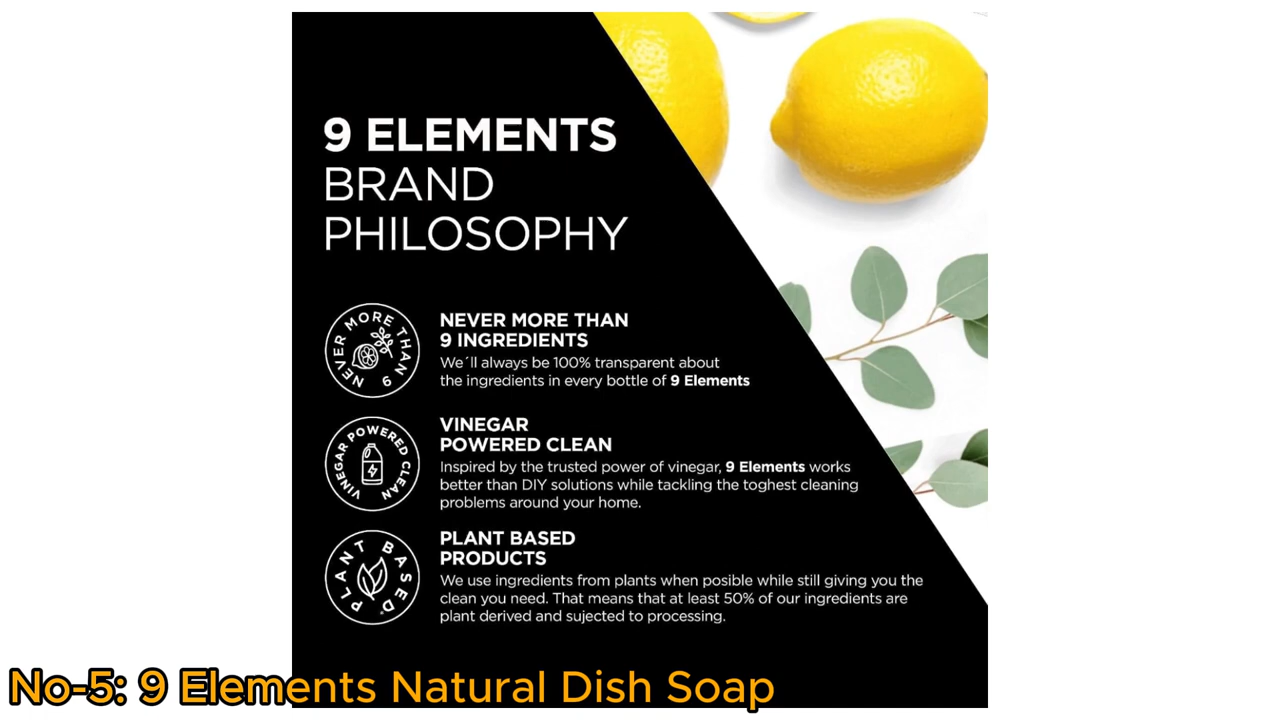 9 ELEMENTS
BRAND
PHILOSOPHY
NEVER MORE THAN 9
NEVER MORE THAN
9 INGREDIENTS
We´ll always be 100% transparent about
the ingredients in every bottle of 9 Elements
VINEGAR POWERED CLEAN
VINEGAR
POWERED CLEAN
Inspired by the trusted power of vinegar, 9 Elements works
better than DIY solutions while tackling the toghest cleaning
problems around your home.
PLANT BASED
PLANT BASED
PRODUCTS
We use ingredients from plants when posible while still giving you the
clean you need. That means that at least 50% of our ingredients are
plant derived and sujected to processing.
No-5: 9 Elements Natural Dish Soap